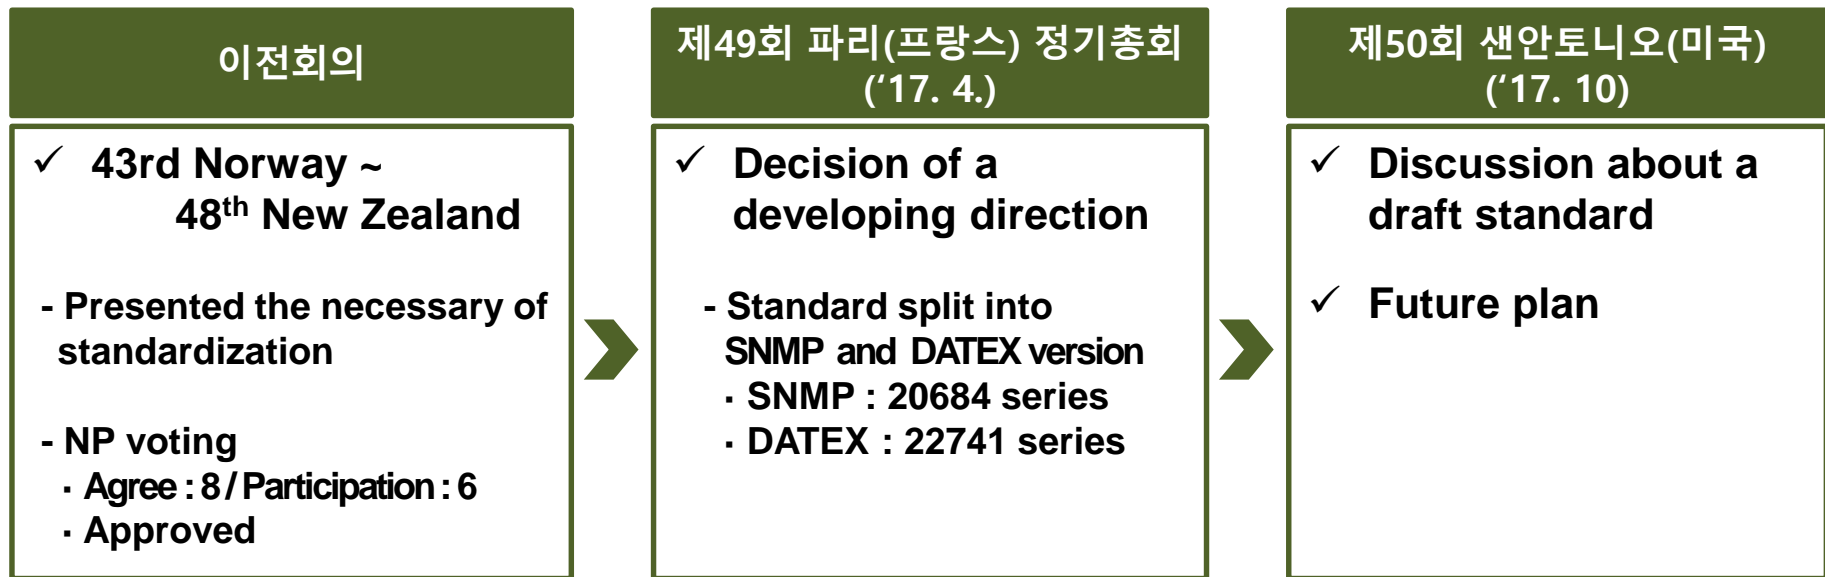 이전회의
✓ 43rd Norway ~
48th New Zealand
- Presented the necessary of
standardization
- NP voting
· Agree : 8 / Participation : 6
· Approved
제49회 파리(프랑스) 정기총회
(‘17. 4.)
✓ Decision of a
developing direction
- Standard split into
SNMP and DATEX version
· SNMP : 20684 series
· DATEX : 22741 series
제50회 샌안토니오(미국)
(‘17. 10)
✓ Discussion about a
draft standard
✓ Future plan